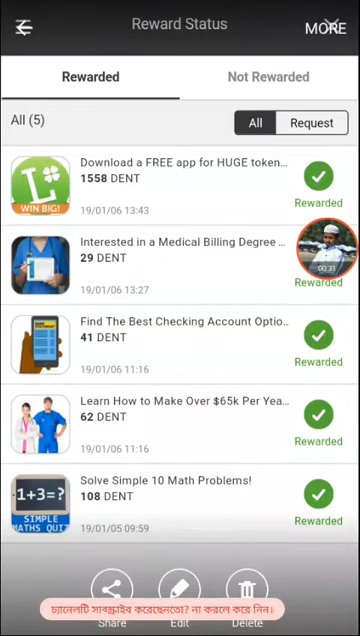 Reward Status
MORE
Rewarded
Not Rewarded
All (5)
All
Request
Download a FREE app for HUGE token...
1558 DENT
19/01/06 13:43
Rewarded
WIN BIG!
Interested in a Medical Billing Degree ...
29 DENT
19/01/06 13:27
00:31
Rewarded
Find The Best Checking Account Optio...
41 DENT
19/01/06 11:16
Rewarded
Learn How to Make Over $65k Per Yea...
62 DENT
19/01/06 11:16
Rewarded
Solve Simple 10 Math Problems!
108 DENT
19/01/05 09:59
Rewarded
1+3=?
SIMPLE
MATHS QUIZ
চ্যানেলটি সাবস্ক্রাইব করেছেনতো? না করলে করে নিন।
Share
Edit
Delete